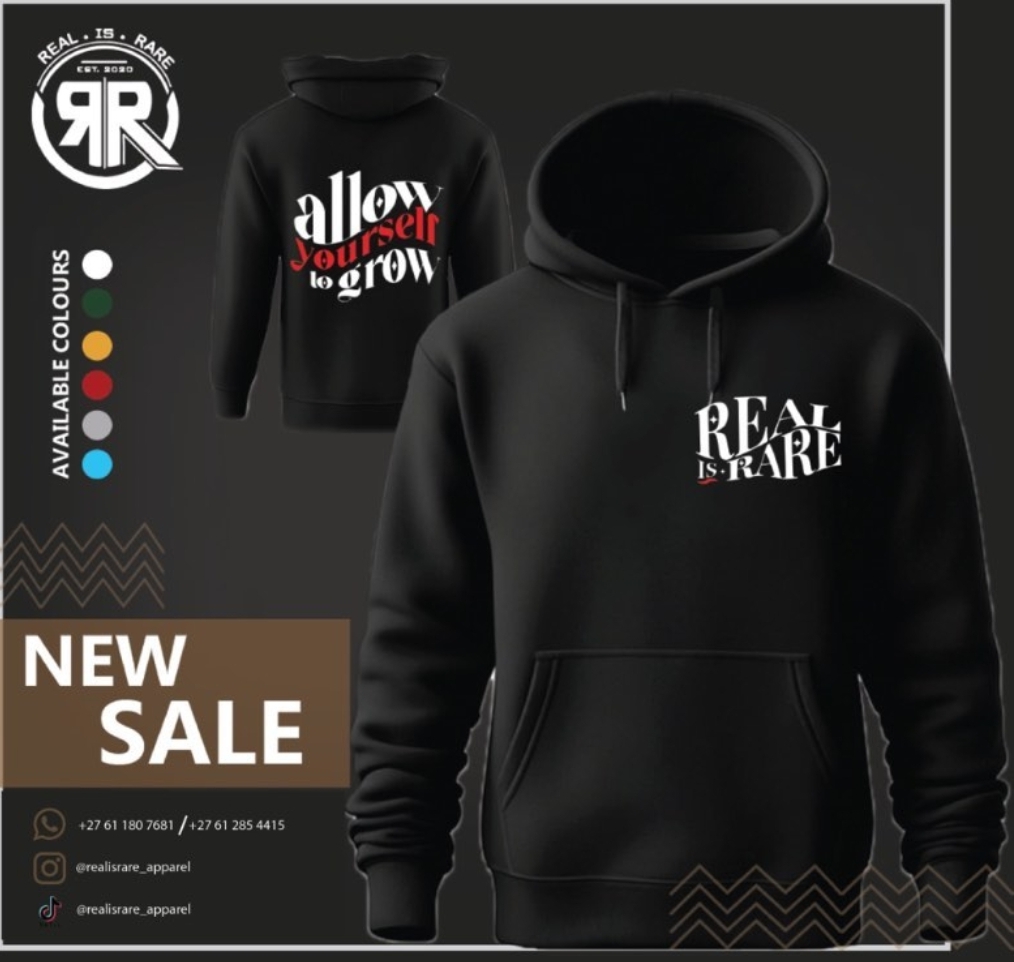 REAL . IS . RARE
EST. 2020
RR
allow
yourself
to grow
AVAILABLE COLOURS
REAL
IS · RARE
NEW
SALE
+27 61 180 7681 / +27 61 285 4415
@realisrare_apparel
@realisrare_apparel